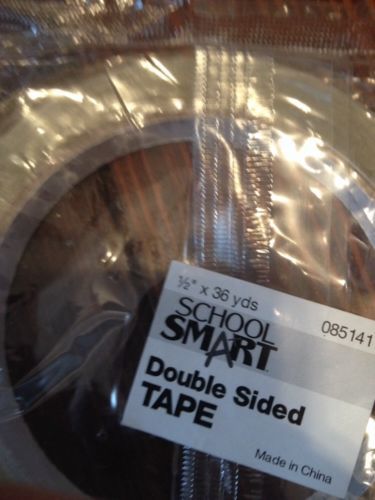 ½" x 36 yds
SCHOOL
SMART
085141
Double Sided
TAPE
Made in China